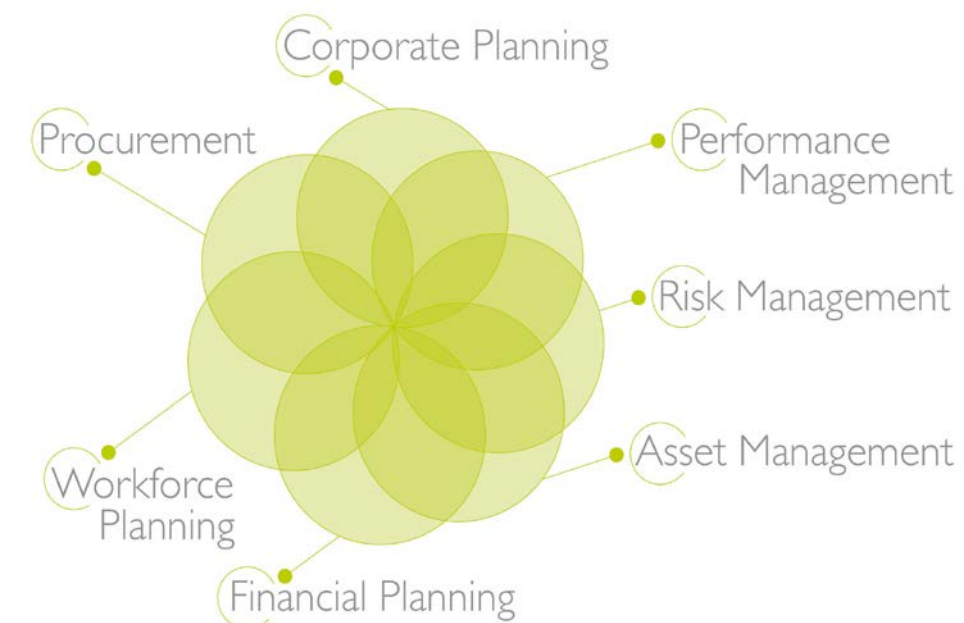 Corporate Planning
Procurement
Performance
Management
Risk Management
Asset Management
Workforce
Planning
Financial Planning